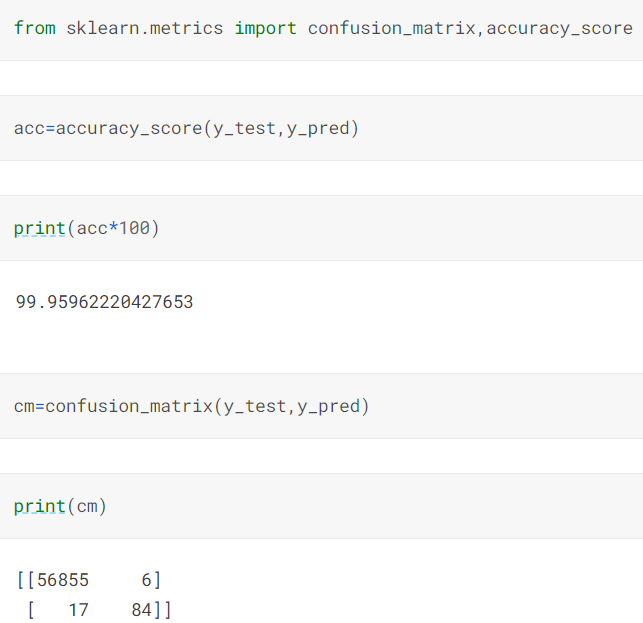 from sklearn.metrics import confusion_matrix,accuracy_score
acc=accuracy_score(y_test,y_pred)
print(acc*100)
99.95962220427653
cm=confusion_matrix(y_test,y_pred)
print(cm)
[[56855     6]
 [   17    84]]